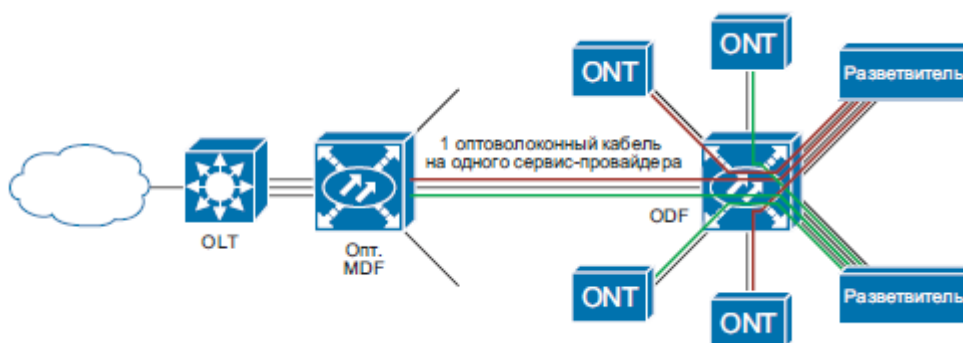 ONT
ONT
Разветвитель
1 оптоволоконный кабель
на одного сервис-провайдера
OLT
Опт.
MDF
ODF
ONT
ONT
Разветвитель